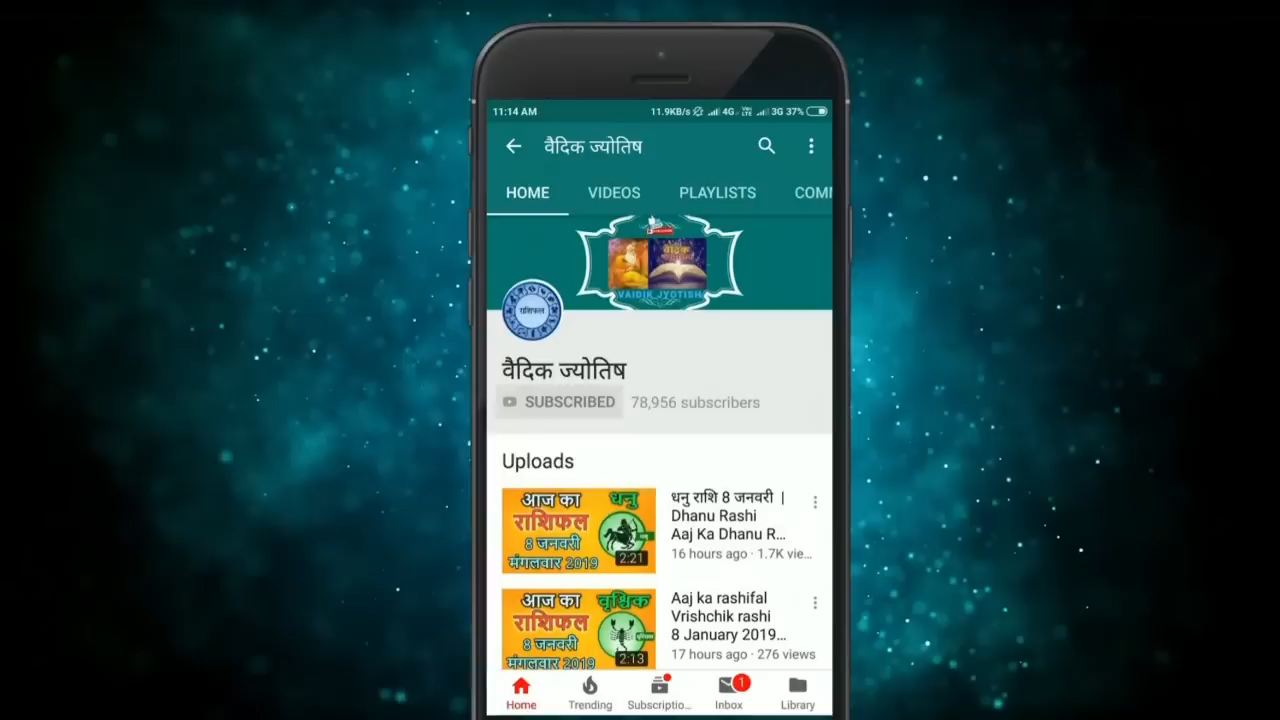 11:14 AM
11.9KB/s 4G VoLTE 3G 37%
वैदिक ज्योतिष
HOME VIDEOS PLAYLISTS COMM
वैदिक
VAIDIK JYOTISH
राशिफल
वैदिक ज्योतिष
SUBSCRIBED 78,956 subscribers
Uploads
आज का धनु
राशिफल
8 जनवरी
मंगलवार 2019
2:21
धनु राशि 8 जनवरी |
Dhanu Rashi
Aaj Ka Dhanu R...
16 hours ago · 1.7K vie...
आज का वृश्चिक
राशिफल
8 जनवरी
मंगलवार 2019
2:13
Aaj ka rashifal
Vrishchik rashi
8 January 2019...
17 hours ago · 276 views
1
Home Trending Subscriptio... Inbox Library